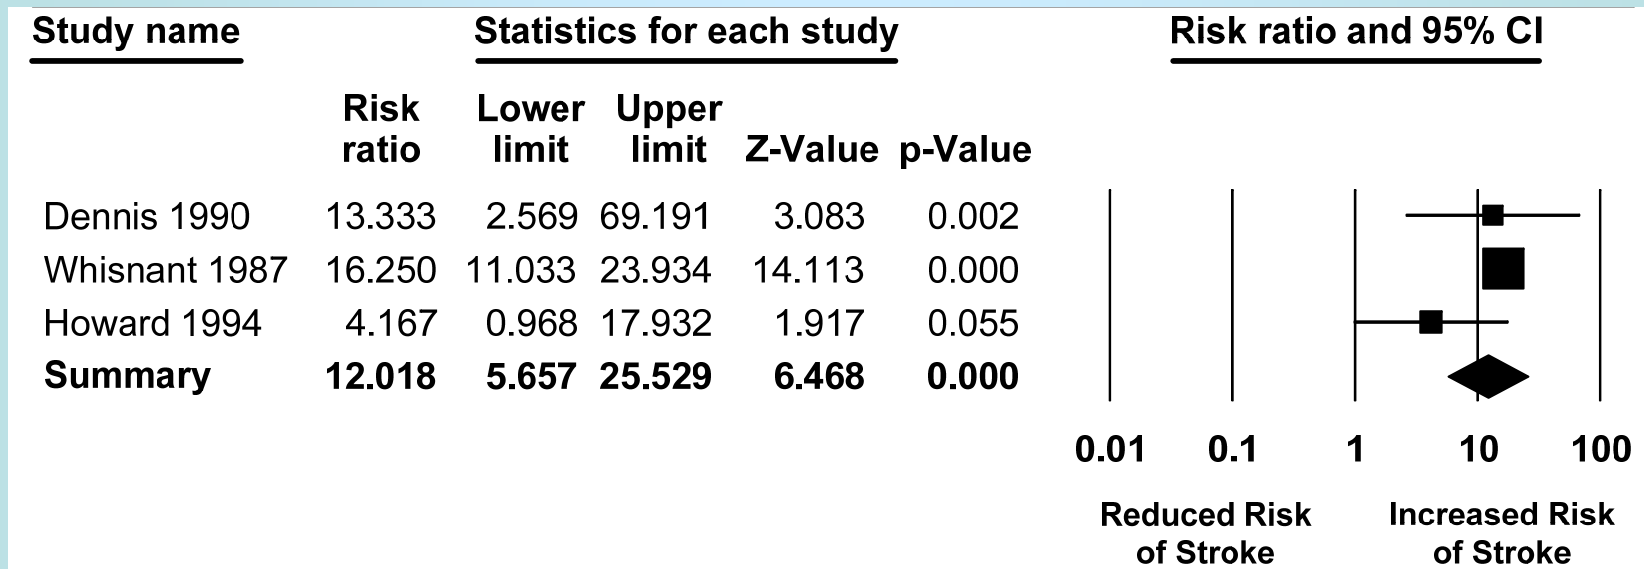 Study name Statistics for each study Risk ratio and 95% CI
Risk Lower Upper
ratio limit limit Z-Value p-Value
Dennis 1990 13.333 2.569 69.191 3.083 0.002
Whisnant 1987 16.250 11.033 23.934 14.113 0.000
Howard 1994 4.167 0.968 17.932 1.917 0.055
Summary 12.018 5.657 25.529 6.468 0.000
0.01 0.1 1 10 100
Reduced Risk Increased Risk
of Stroke of Stroke